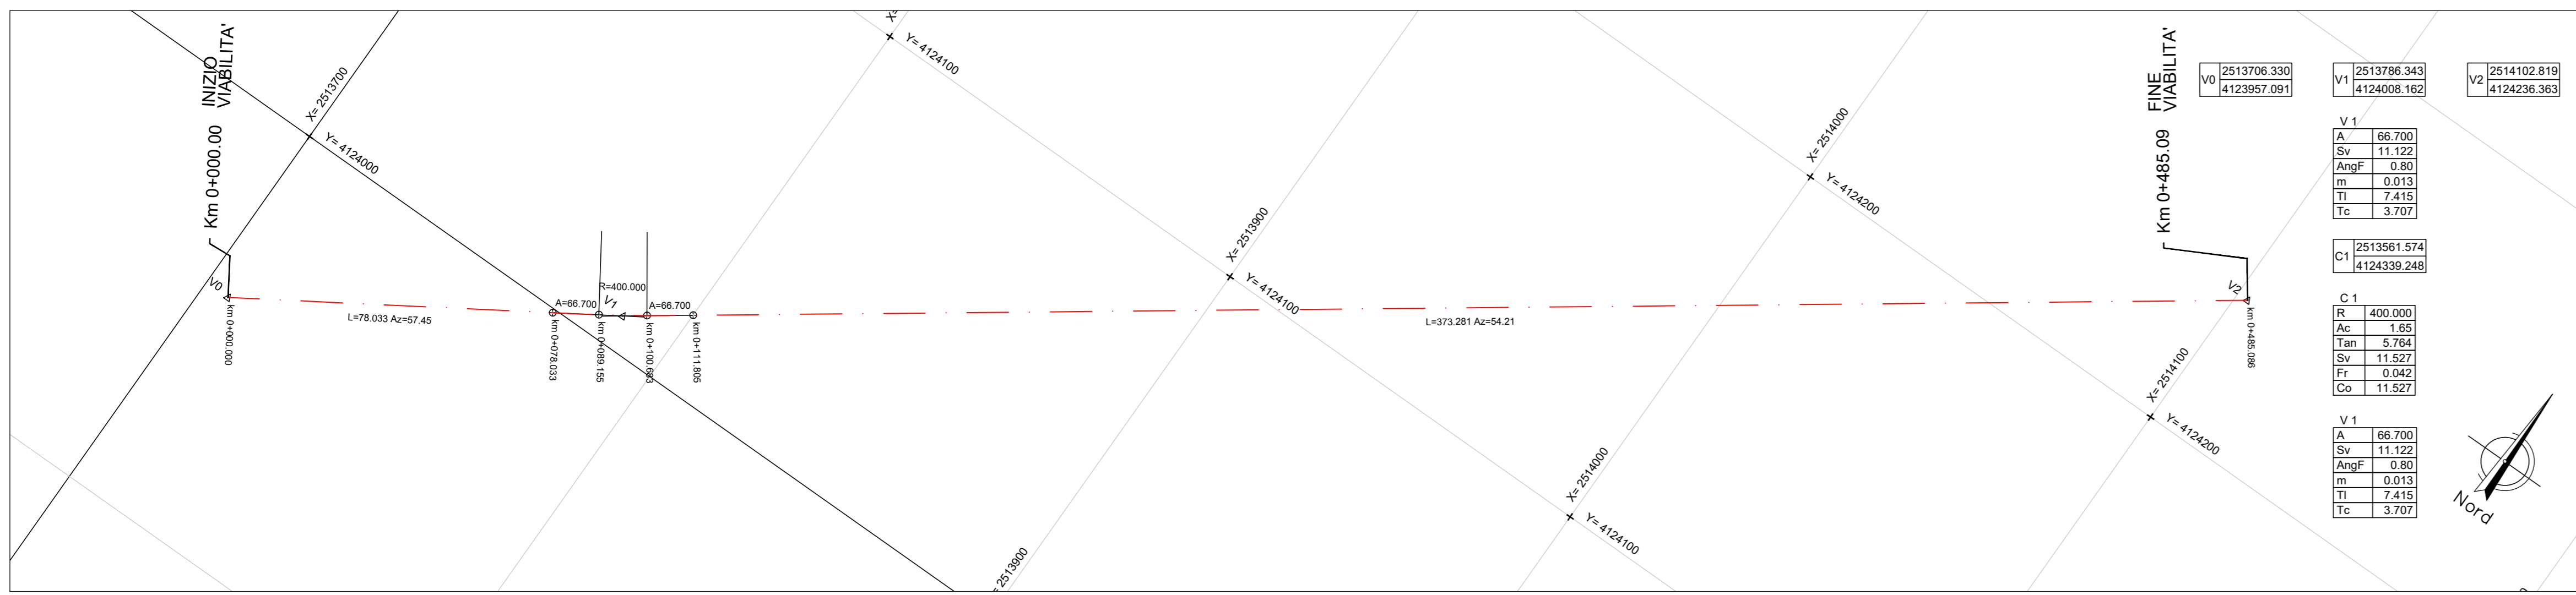 INIZIO
VIABILITA'
Km 0+000.00
X= 2513700
Y= 4124000
V0
km 0+000.000
L=78.033 Az=57.45
A=66.700
R=400.000
V1
A=66.700
km 0+078.033
km 0+089.155
km 0+100.683
km 0+111.805
Y= 4124100
X= 2513900
Y= 4124100
X= 2513900
L=373.281 Az=54.21
X= 2514000
Y= 4124200
X= 2514000
Y= 4124100
FINE
VIABILITA'
Km 0+485.09
V2
km 0+485.086
X= 2514100
Y= 4124200
V0 2513706.330
4123957.091
V1 2513786.343
4124008.162
V2 2514102.819
4124236.363
V 1
A 66.700
Sv 11.122
AngF 0.80
m 0.013
Tl 7.415
Tc 3.707
C1 2513561.574
4124339.248
C 1
R 400.000
Ac 1.65
Tan 5.764
Sv 11.527
Fr 0.042
Co 11.527
V 1
A 66.700
Sv 11.122
AngF 0.80
m 0.013
Tl 7.415
Tc 3.707
Nord